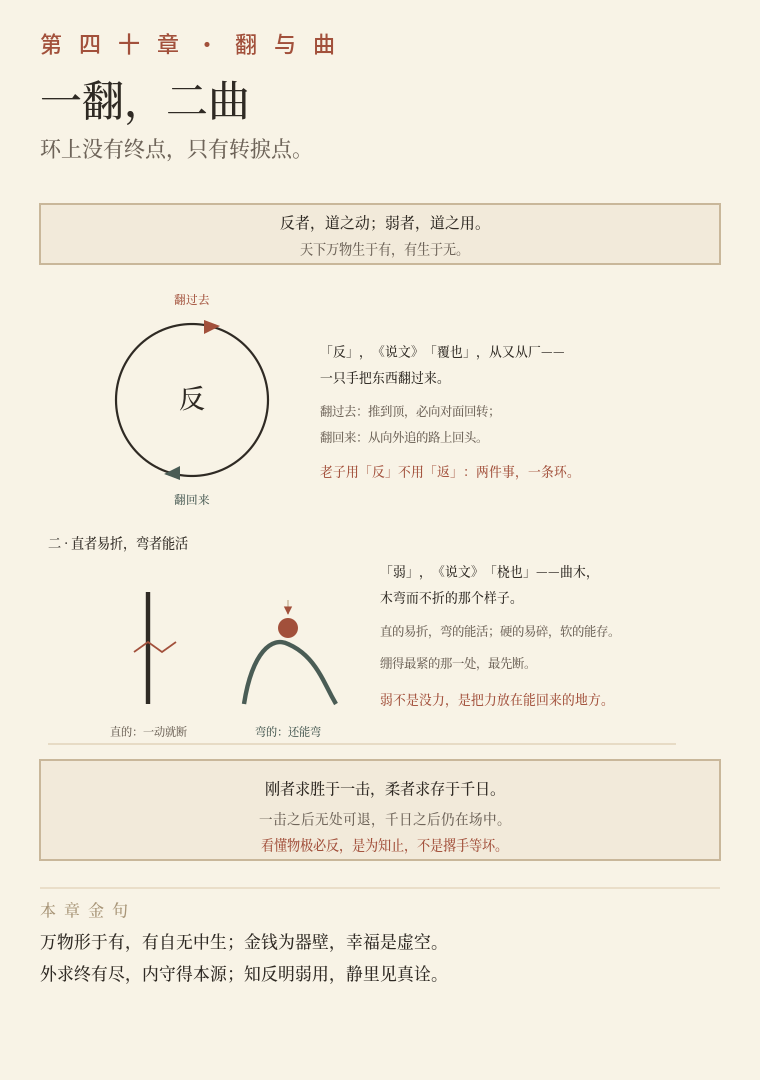 第四十章·翻与曲
一翻，二曲
环上没有终点，只有转捩点。
反者，道之动；弱者，道之用。
天下万物生于有，有生于无。
翻过去
反
翻回来
「反」，《说文》「覆也」，从又从厂——
一只手把东西翻过来。
翻过去：推到顶，必向对面回转；
翻回来：从向外追的路上回头。
老子用「反」不用「返」：两件事，一条环。
二·直者易折，弯者能活
直的：一动就断
弯的：还能弯
「弱」，《说文》「桡也」——曲木，
木弯而不折的那个样子。
直的易折，弯的能活；硬的易碎，软的能存。
绷得最紧的那一处，最先断。
弱不是没力，是把力放在能回来的地方。
刚者求胜于一击，柔者求存于千日。
一击之后无处可退，千日之后仍在场中。
看懂物极必反，是为知止，不是撂手等坏。
本章金句
万物形于有，有自无中生；金钱为器壁，幸福是虚空。
外求终有尽，内守得本源；知反明弱用，静里见真诠。